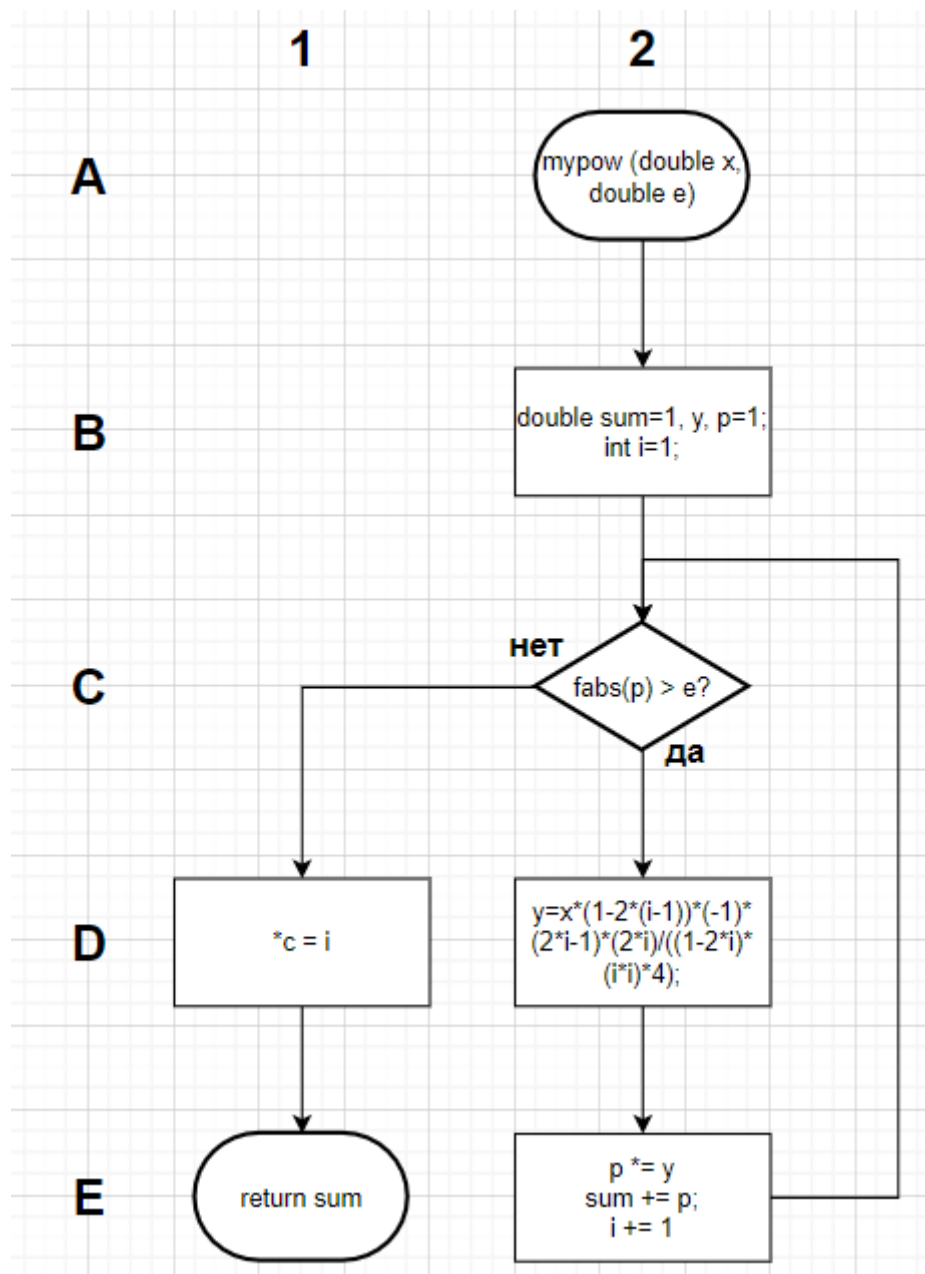 1
2
A
mypow (double x,
double e)
B
double sum=1, y, p=1;
int i=1;
нет
C
fabs(p) > e?
да
D
*c = i
y=x*(1-2*(i-1))*(-1)*
(2*i-1)*(2*i)/((1-2*i)*
(i*i)*4);
E
return sum
p *= y
sum += p;
i += 1